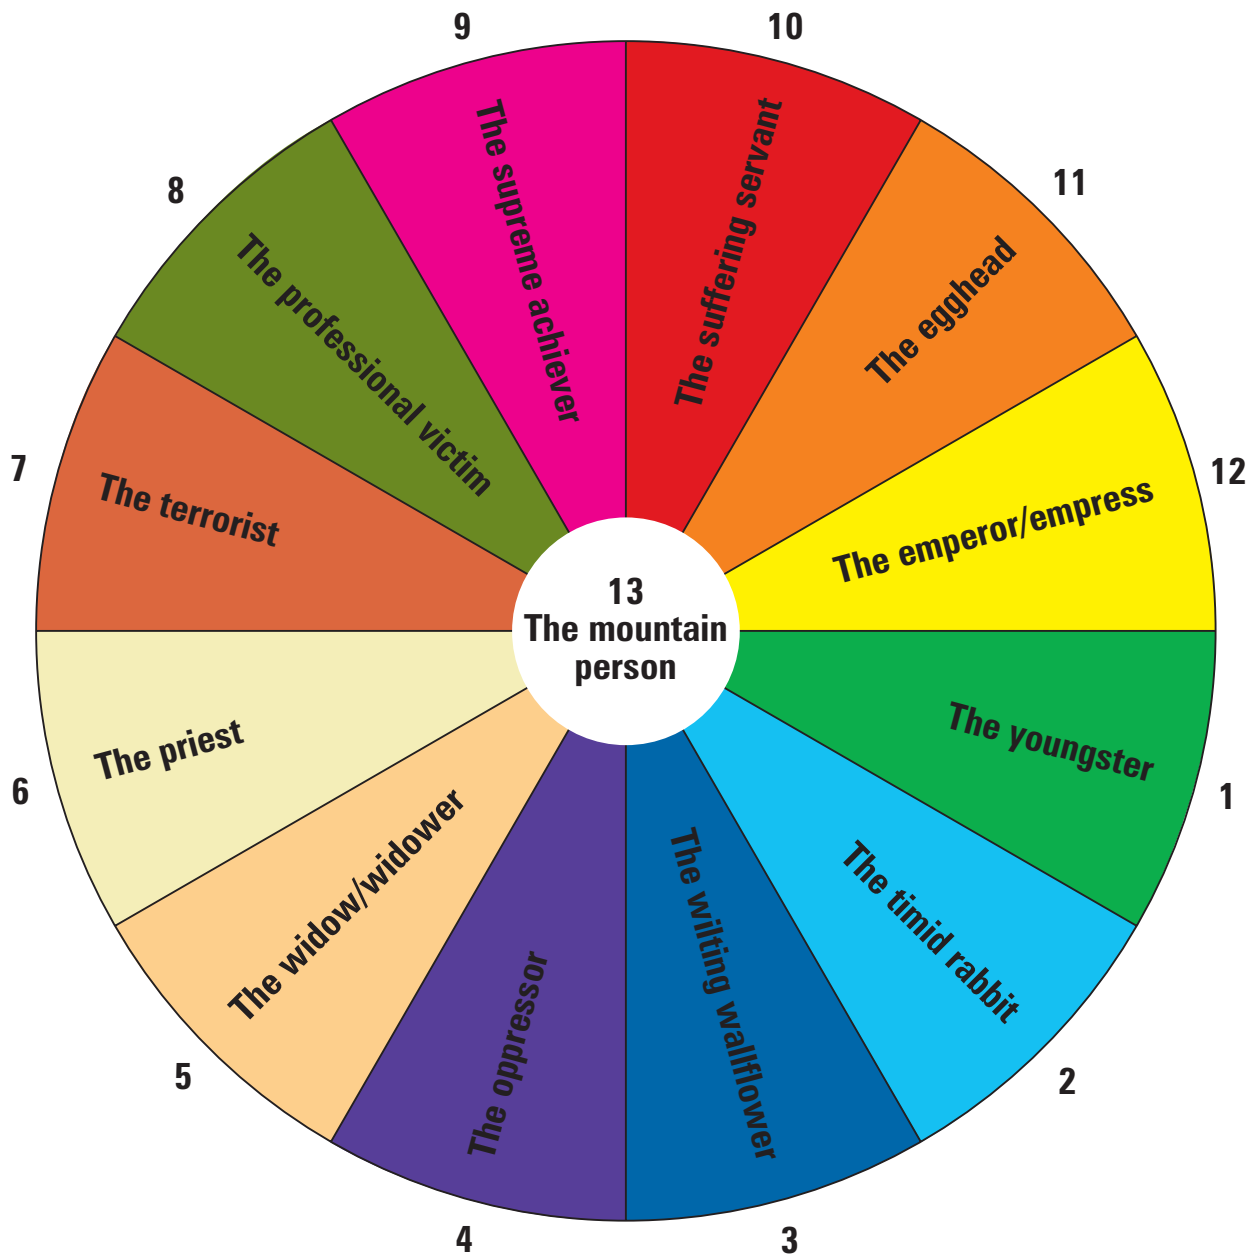 9
10
The supreme achiever
The suffering servant
8
11
The professional victim
The egghead
7
12
The terrorist
The emperor/empress
13
The mountain
person
6
1
The priest
The youngster
The widow/widower
The timid rabbit
5
2
The oppressor
The wilting wallflower
4
3